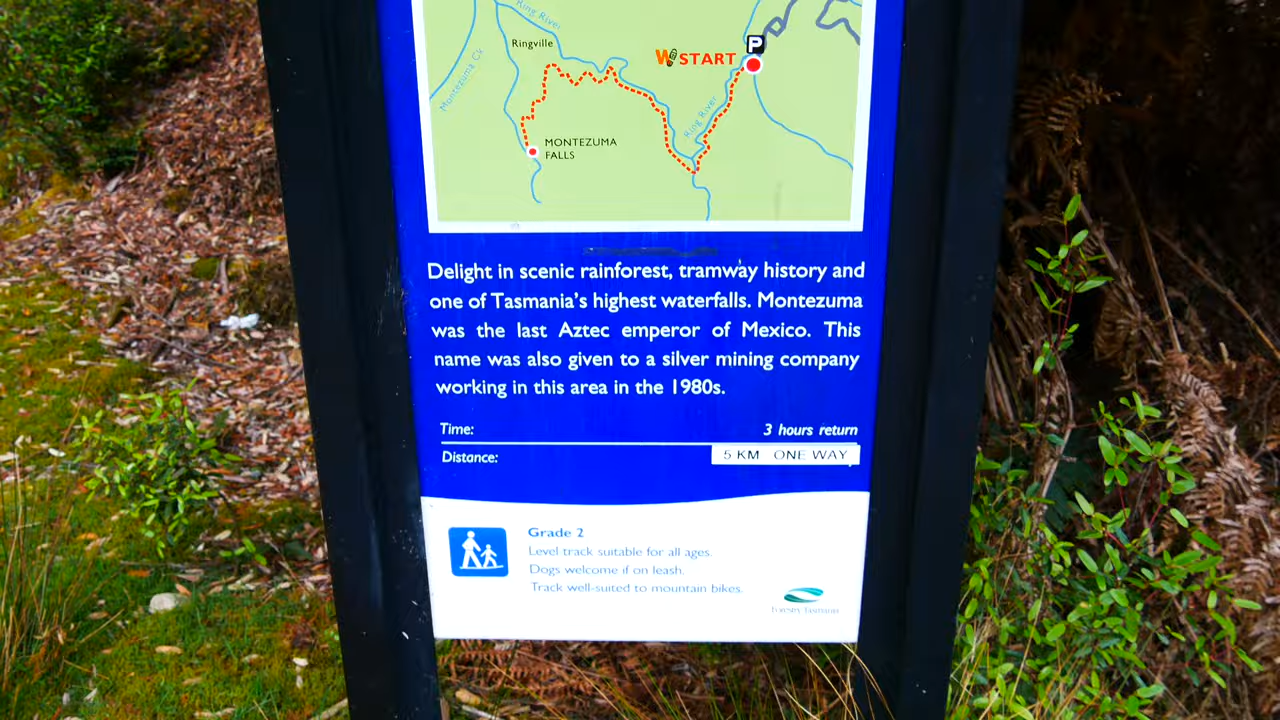 Ring River
Ringville
Montezuma Ck
P
W START
Ring River
MONTEZUMA
FALLS
Delight in scenic rainforest, tramway history and
one of Tasmania's highest waterfalls. Montezuma
was the last Aztec emperor of Mexico. This
name was also given to a silver mining company
working in this area in the 1980s.
Time: 3 hours return
Distance: 5 KM ONE WAY
Grade 2
Level track suitable for all ages.
Dogs welcome if on leash.
Track well-suited to mountain bikes.
Forestry Tasmania